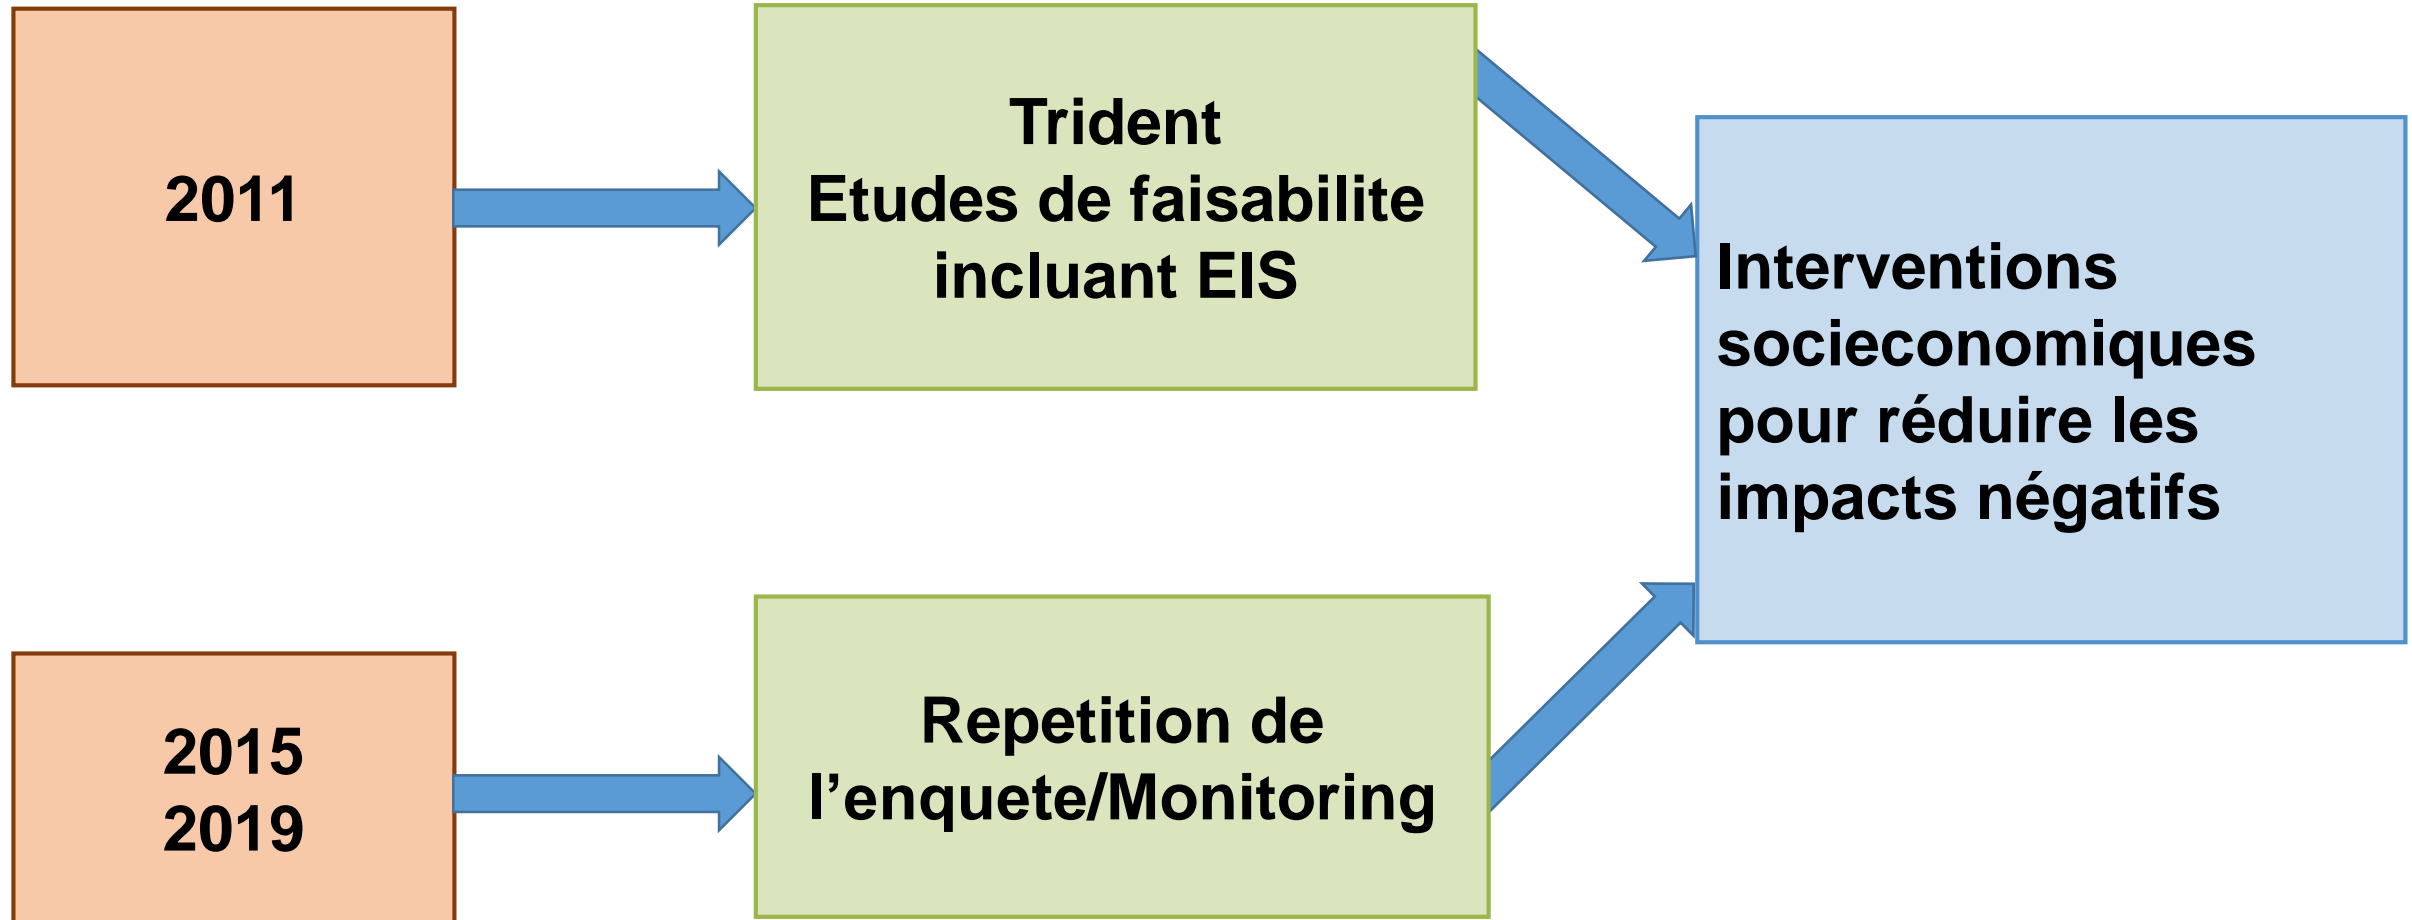 2011
Trident
Etudes de faisabilite
incluant EIS
Interventions
socieconomiques
pour réduire les
impacts négatifs
2015
2019
Repetition de
l’enquete/Monitoring